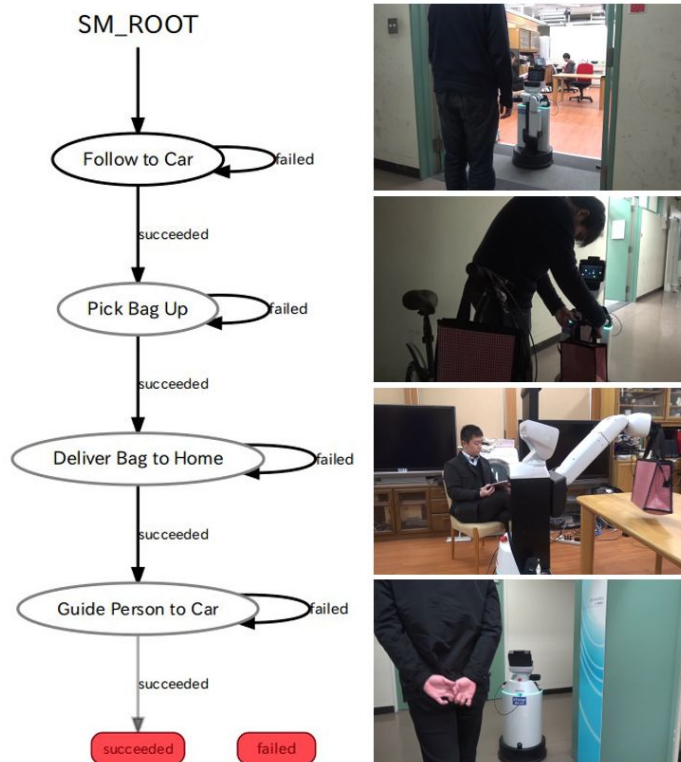 SM_ROOT
Follow to Car
failed
succeeded
Pick Bag Up
failed
succeeded
Deliver Bag to Home
failed
succeeded
Guide Person to Car
failed
succeeded
succeeded
failed